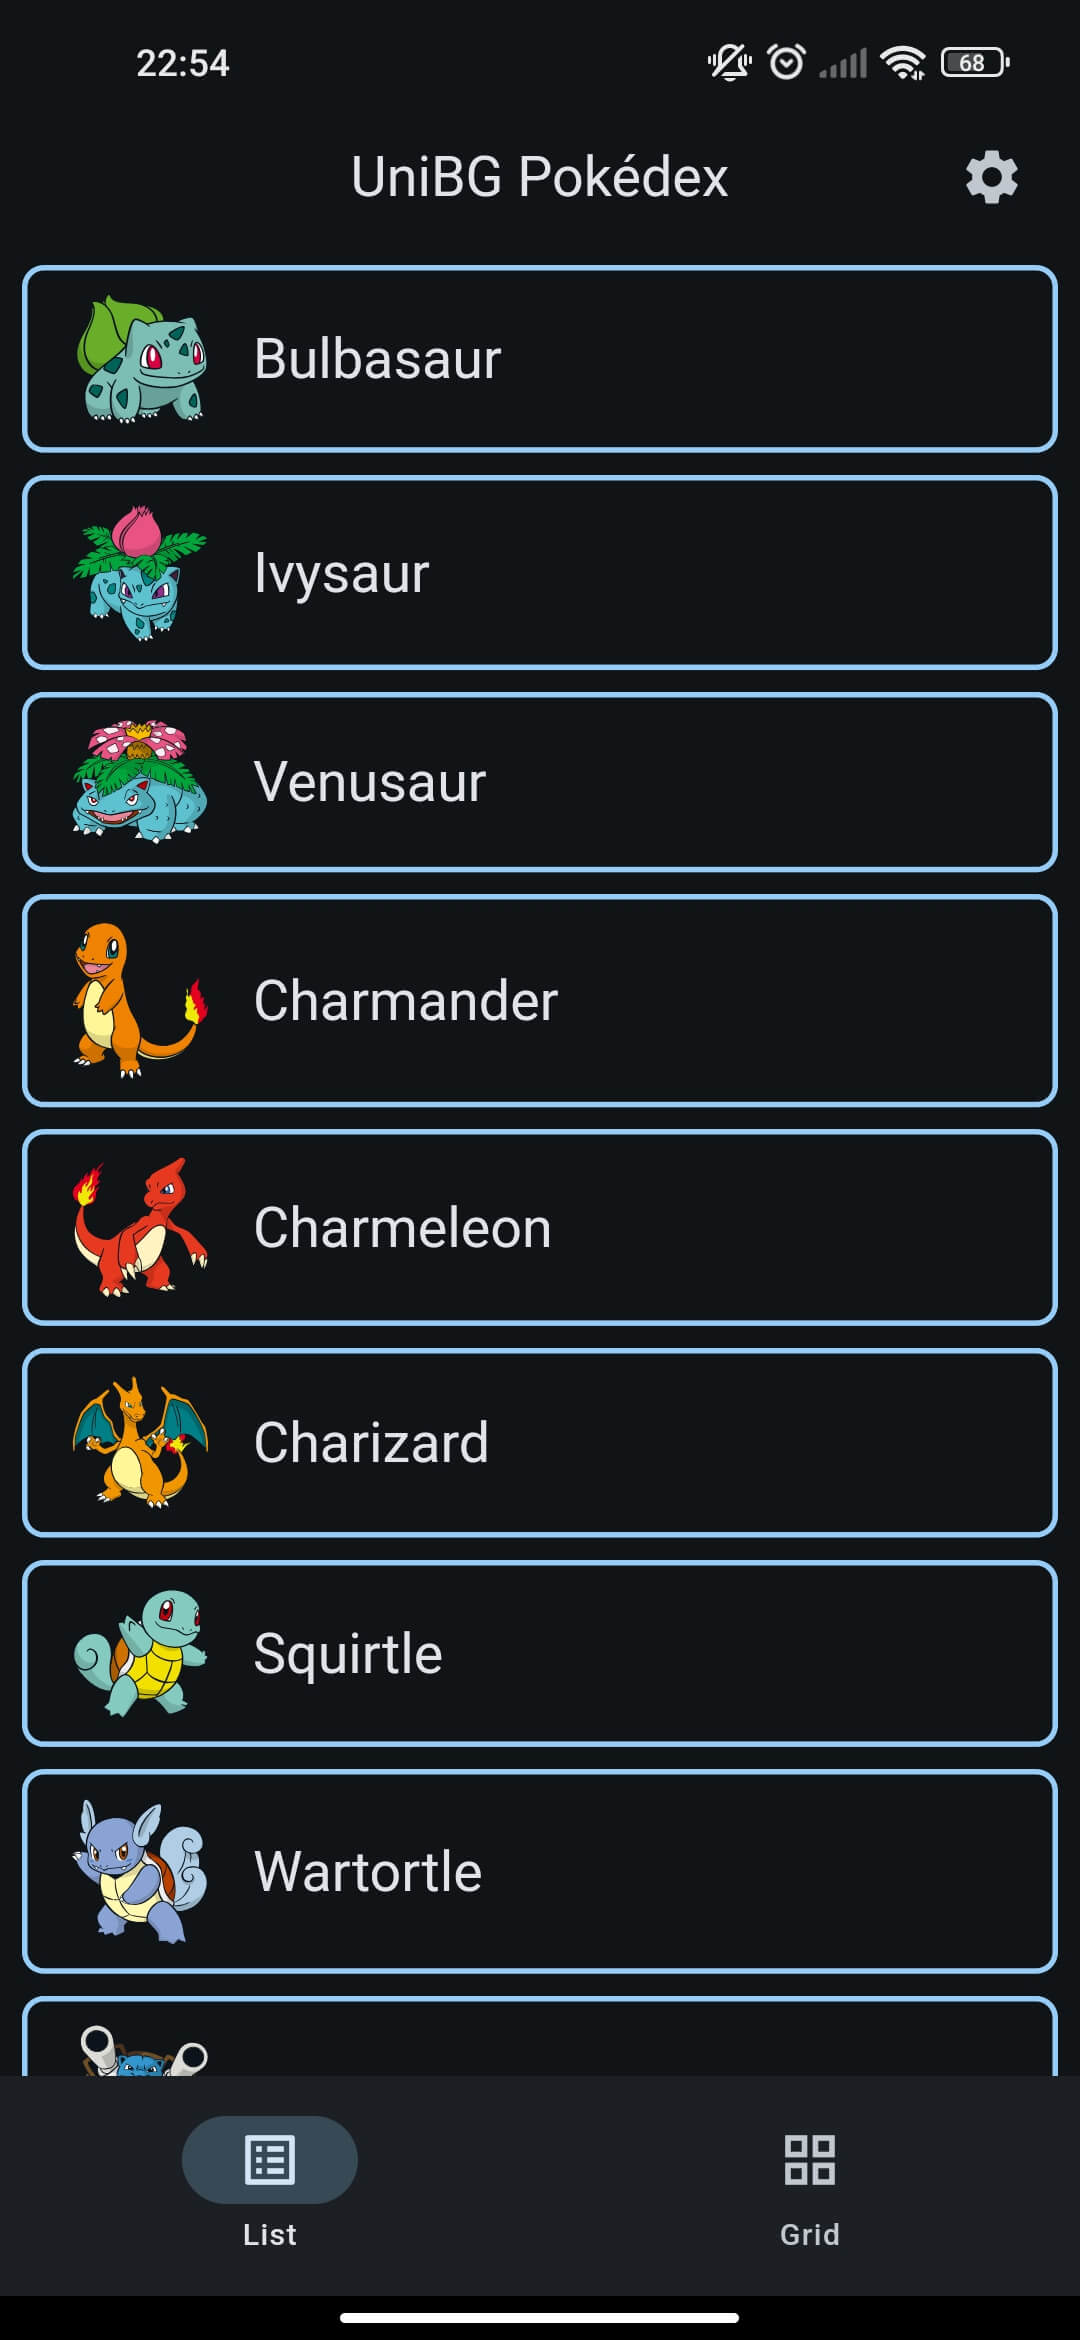 22:54 68
UniBG Pokédex
Bulbasaur
Ivysaur
Venusaur
Charmander
Charmeleon
Charizard
Squirtle
Wartortle
List Grid